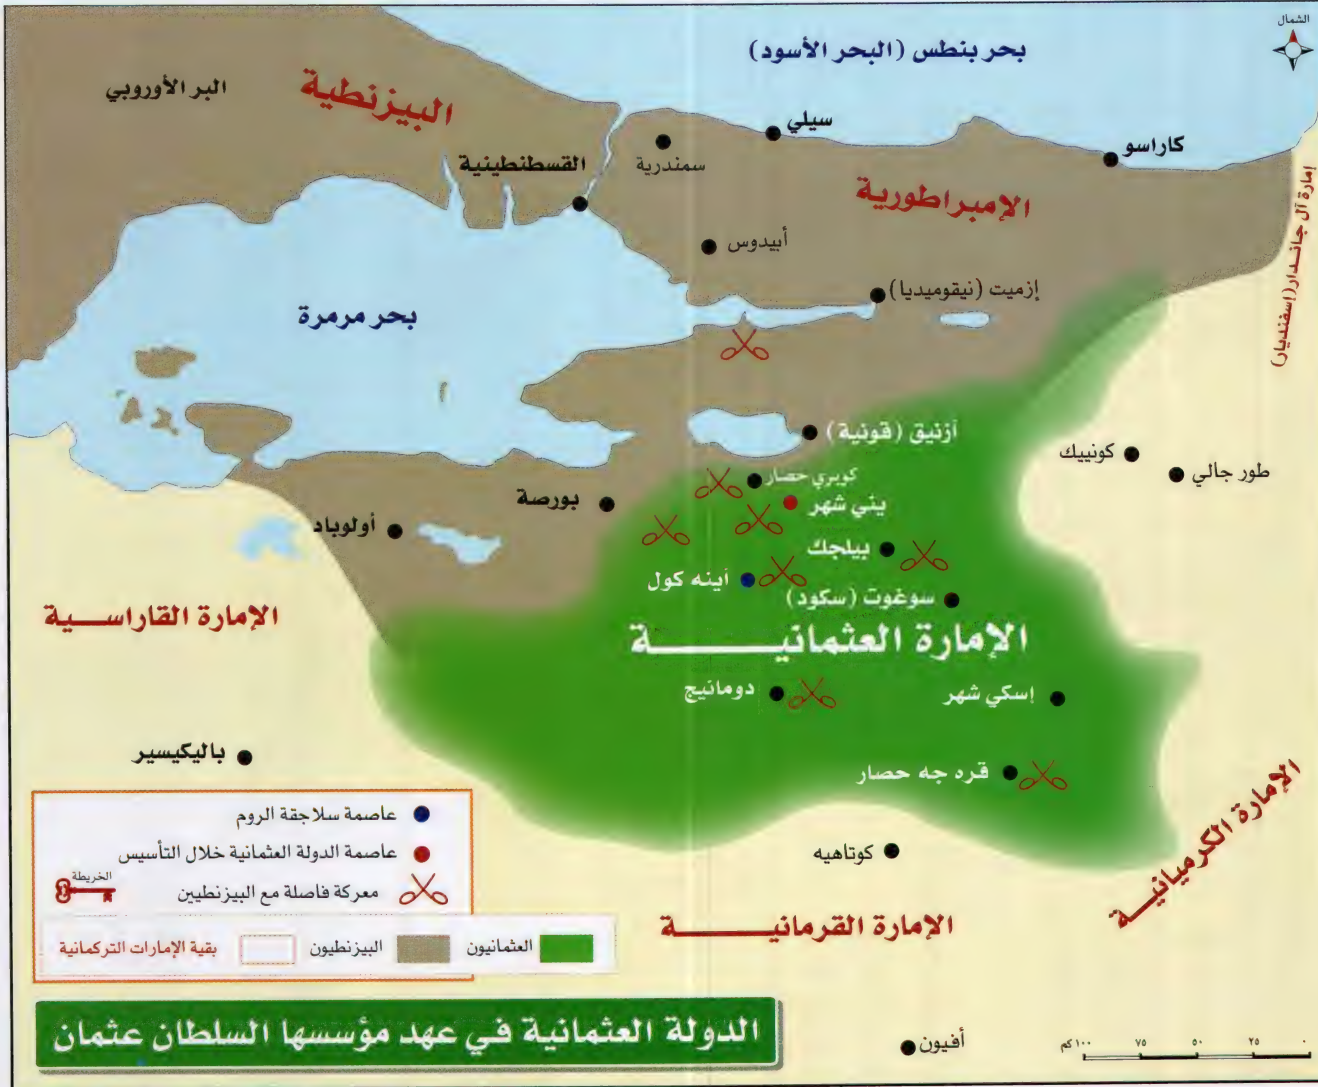 الشمال
بحر بنطس (البحر الأسود)
البر الأوروبي
البيزنطية
سيلي
كاراسو
سمندرية
القسطنطينية
الإمبراطورية
إمارة آل جاندار (إسفنديار)
أبيدوس
إزميت (نيقوميديا)
بحر مرمرة
أزنيق (قونية)
كونييك
طور جالي
كوبري حصار
يني شهر
بورصة
أولوباد
بيلجك
أينه كول
سوغوت (سكود)
الإمارة القاراسية
الإمارة العثمانية
دومانيج
إسكي شهر
باليكيسير
قره جه حصار
الإمارة الكرميانية
كوتاهيه
الإمارة القرمانية
عاصمة سلاجقة الروم
عاصمة الدولة العثمانية خلال التأسيس
معركة فاصلة مع البيزنطيين
الخريطة
العثمانيون
البيزنطيون
بقية الإمارات التركمانية
الدولة العثمانية في عهد مؤسسها السلطان عثمان
أفيون
٠ ٢٥ ٥٠ ٧٥ ١٠٠ كم